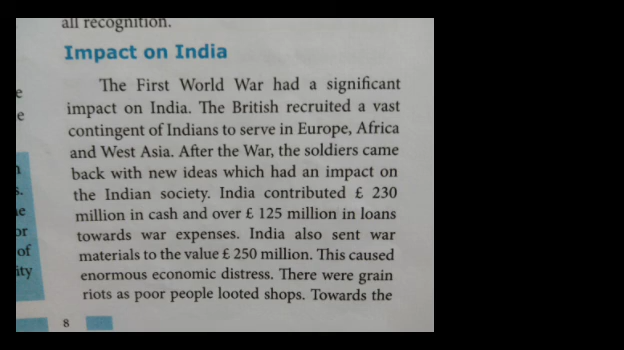 all recognition.
Impact on India
The First World War had a significant
impact on India. The British recruited a vast
contingent of Indians to serve in Europe, Africa
and West Asia. After the War, the soldiers came
back with new ideas which had an impact on
the Indian society. India contributed £ 230
million in cash and over £ 125 million in loans
towards war expenses. India also sent war
materials to the value £ 250 million. This caused
enormous economic distress. There were grain
riots as poor people looted shops. Towards the
8